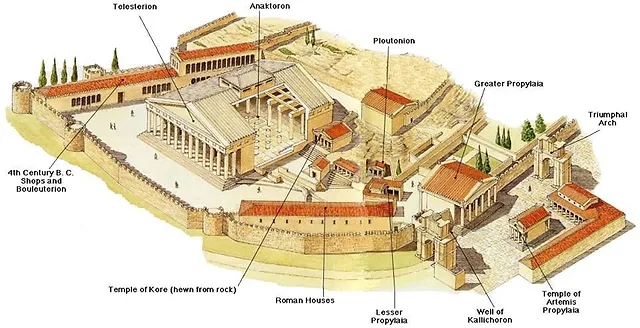 Telesterion
Anaktoron
Ploutonion
Greater Propylaia
Triumphal
Arch
4th Century B. C.
Shops and
Bouleuterion
Temple of Kore (hewn from rock)
Roman Houses
Lesser
Propylaia
Well of
Kallichoron
Temple of
Artemis
Propylaia